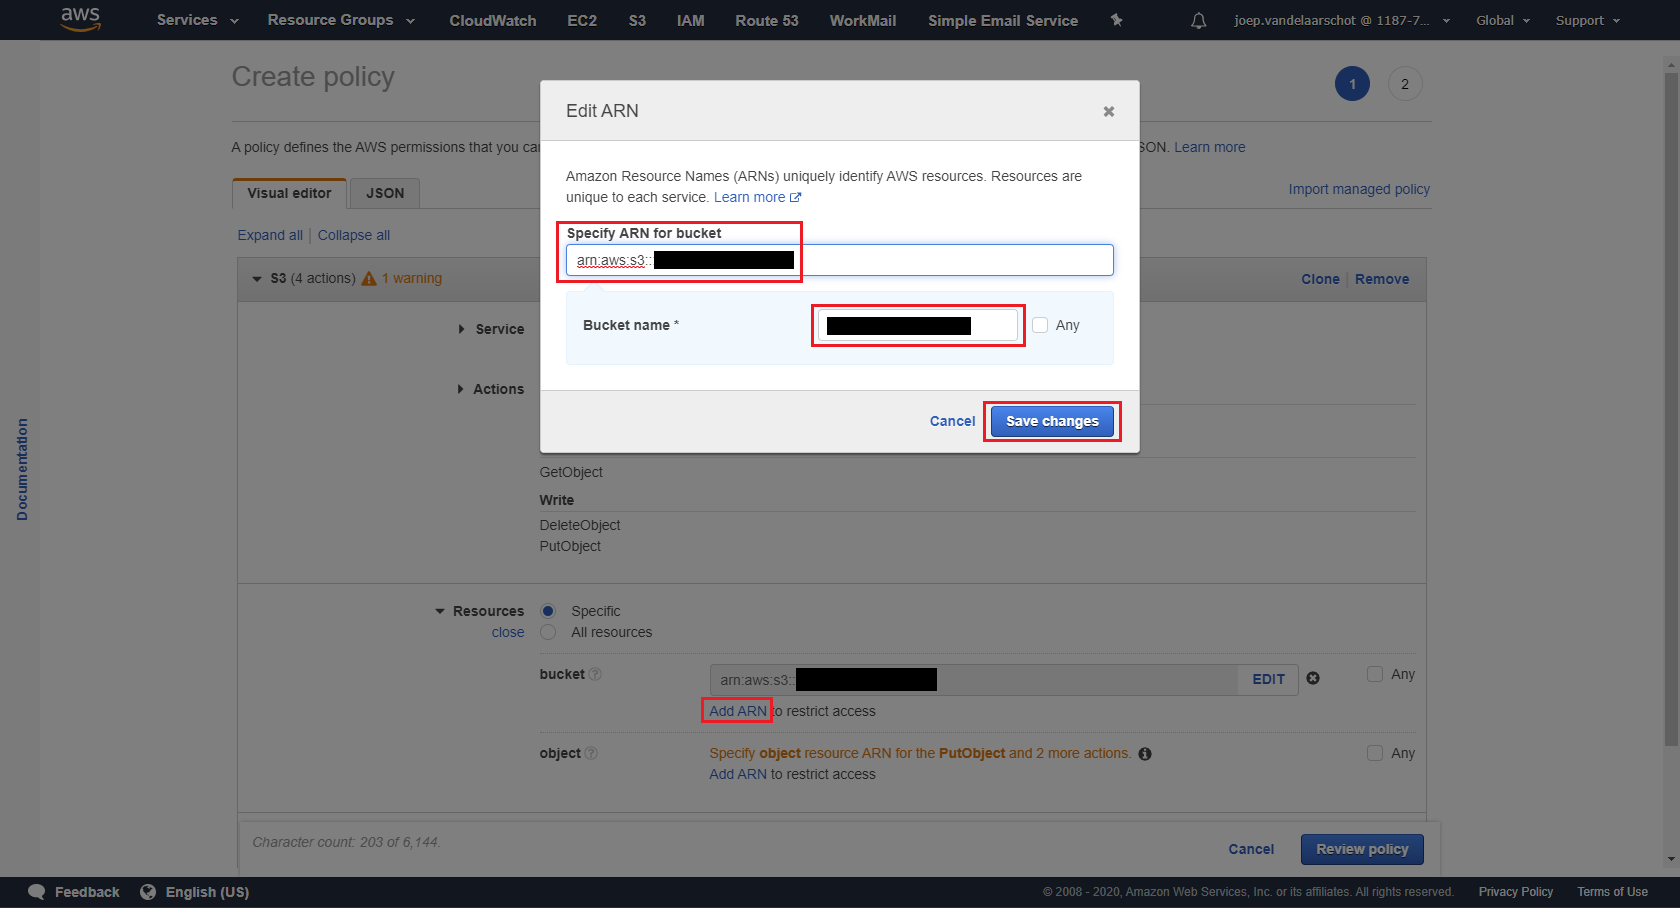 aws Services Resource Groups CloudWatch EC2 S3 IAM Route 53 WorkMail Simple Email Service joep.vandelaarschot @ 1187-7... Global Support
Create policy
1 2
A policy defines the AWS permissions that you can SON. Learn more
Visual editor JSON
Import managed policy
Expand all Collapse all
S3 (4 actions) 1 warning
Clone Remove
Service
Actions
Edit ARN
Amazon Resource Names (ARNs) uniquely identify AWS resources. Resources are
unique to each service. Learn more
Specify ARN for bucket
arn:aws:s3::
Bucket name * Any
Cancel Save changes
Documentation
GetObject
Write
DeleteObject
PutObject
Resources Specific
close All resources
bucket arn:aws:s3:: EDIT Any
Add ARN to restrict access
object Specify object resource ARN for the PutObject and 2 more actions. Any
Add ARN to restrict access
Character count: 203 of 6,144.
Cancel Review policy
Feedback English (US) © 2008 - 2020, Amazon Web Services, Inc. or its affiliates. All rights reserved. Privacy Policy Terms of Use